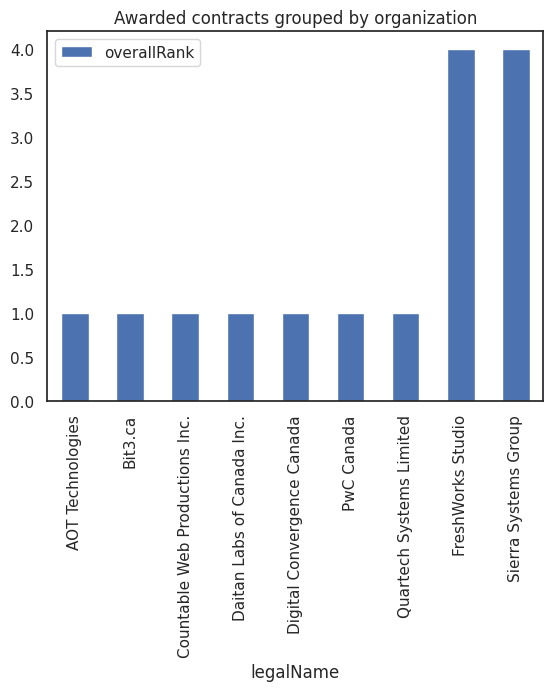 Awarded contracts grouped by organization
overallRank
4.0
3.5
3.0
2.5
2.0
1.5
1.0
0.5
0.0
AOT Technologies
Bit3.ca
Countable Web Productions Inc.
Daitan Labs of Canada Inc.
Digital Convergence Canada
PwC Canada
Quartech Systems Limited
FreshWorks Studio
Sierra Systems Group
legalName